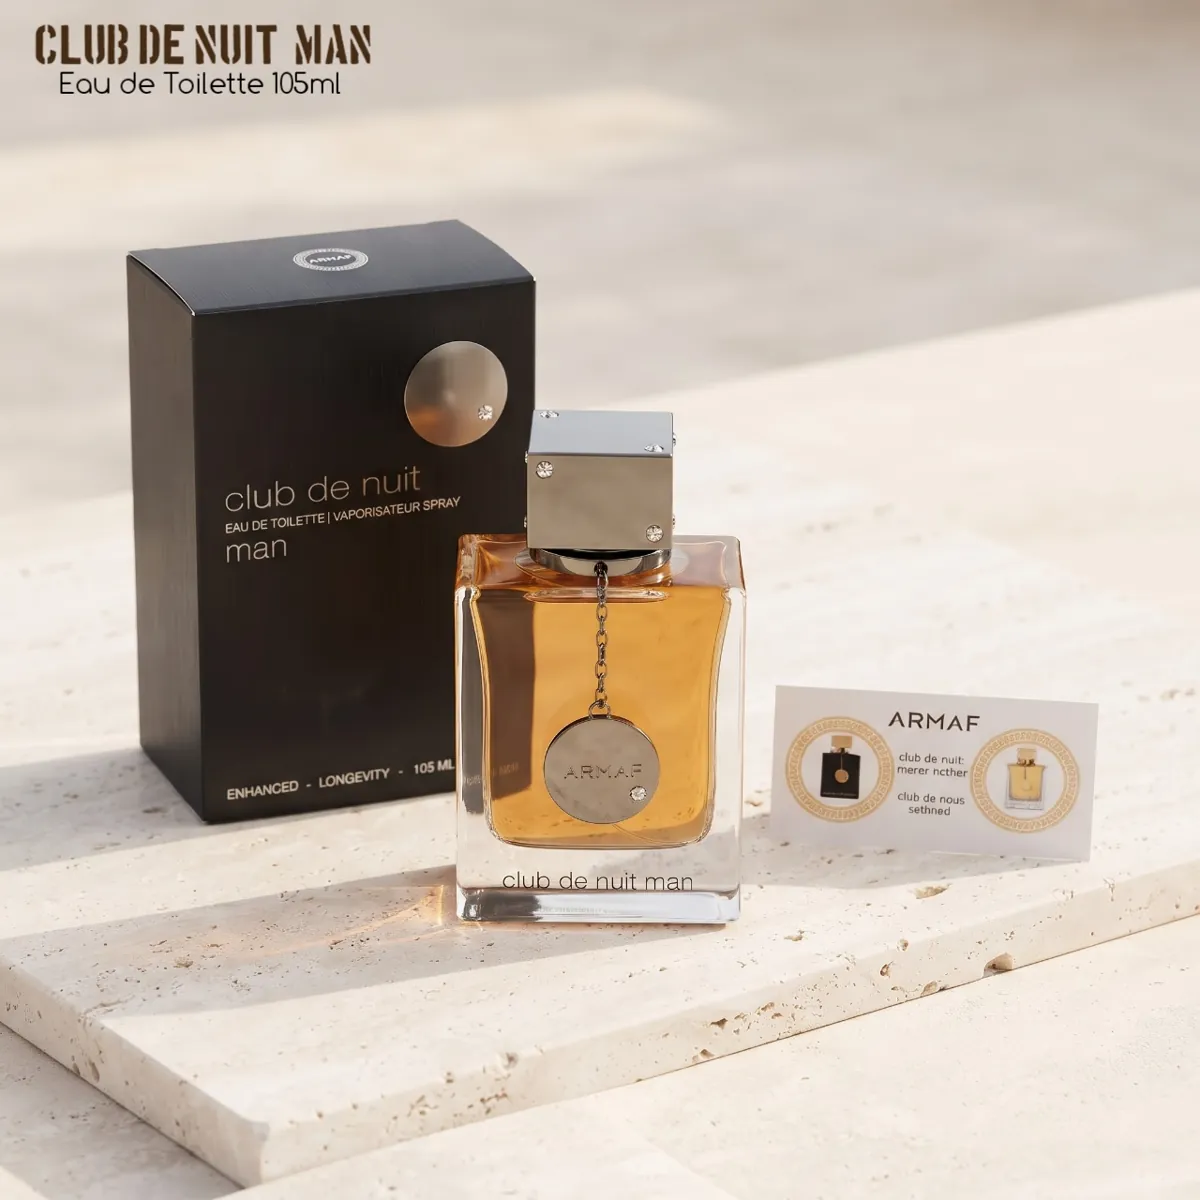 CLUB DE NUIT MAN
Eau de Toilette 105ml
ARMAF
club de nuit
EAU DE TOILETTE | VAPORISATEUR SPRAY
man
ENHANCED - LONGEVITY - 105 ML
ARMAF
club de nuit man
ARMAF
club de nuit:
merer ncther
club de nous
sethned